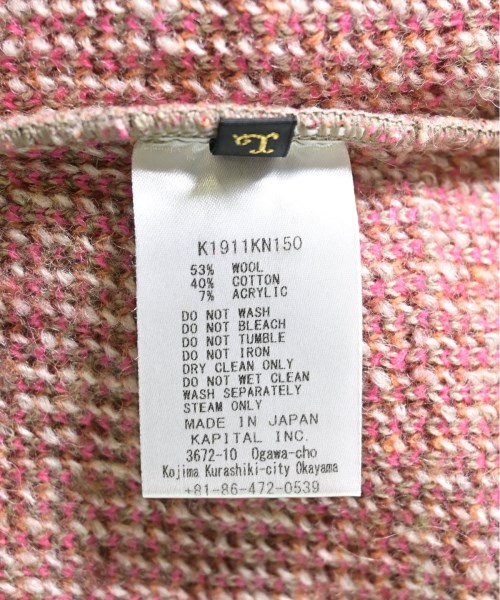 K1911KN150
53% WOOL
40% COTTON
7% ACRYLIC
DO NOT WASH
DO NOT BLEACH
DO NOT TUMBLE
DO NOT IRON
DRY CLEAN ONLY
DO NOT WET CLEAN
WASH SEPARATELY
STEAM ONLY
MADE IN JAPAN
KAPITAL INC.
3672-10 Ogawa-cho
Kojima Kurashiki-city Okayama
+81-86-472-0539